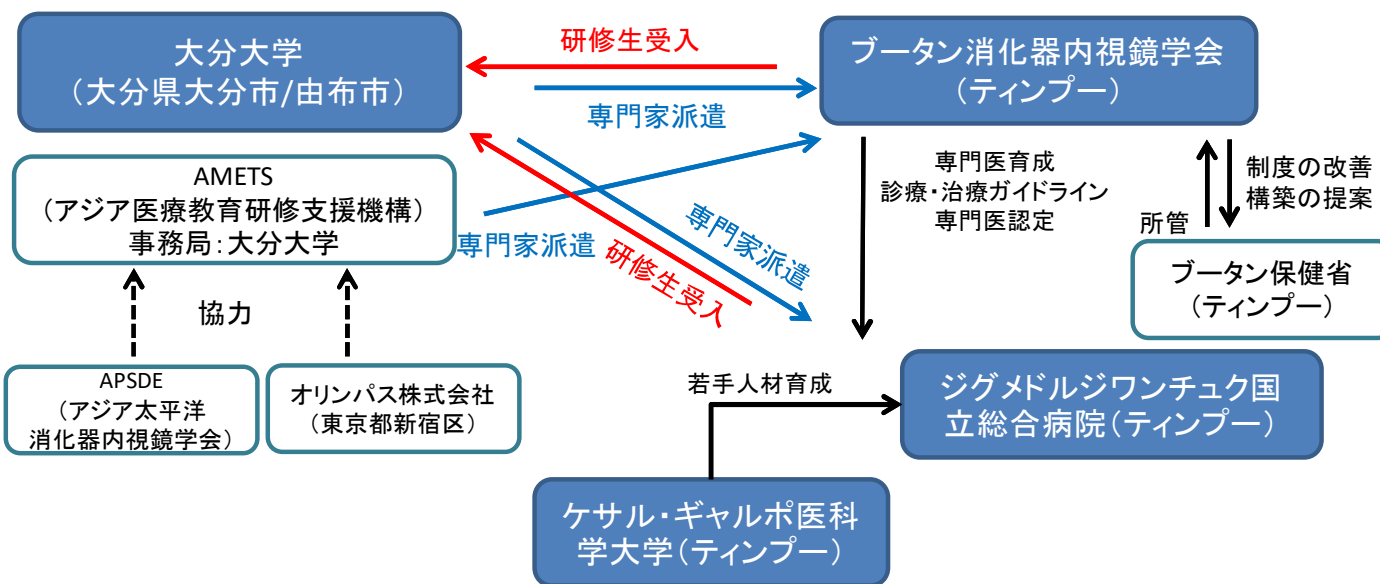 大分大学
（大分県大分市/由布市）
研修生受入
専門家派遣
ブータン消化器内視鏡学会
（ティンプー）
AMETS
（アジア医療教育研修支援機構）
事務局：大分大学
専門家派遣
専門家派遣
研修生受入
専門医育成
診療・治療ガイドライン
専門医認定
制度の改善
構築の提案
所管
ブータン保健省
（ティンプー）
協力
APSDE
（アジア太平洋
消化器内視鏡学会）
オリンパス株式会社
（東京都新宿区）
若手人材育成
ジグメドルジワンチュク国
立総合病院（ティンプー）
ケサル・ギャルポ医科
学大学（ティンプー）